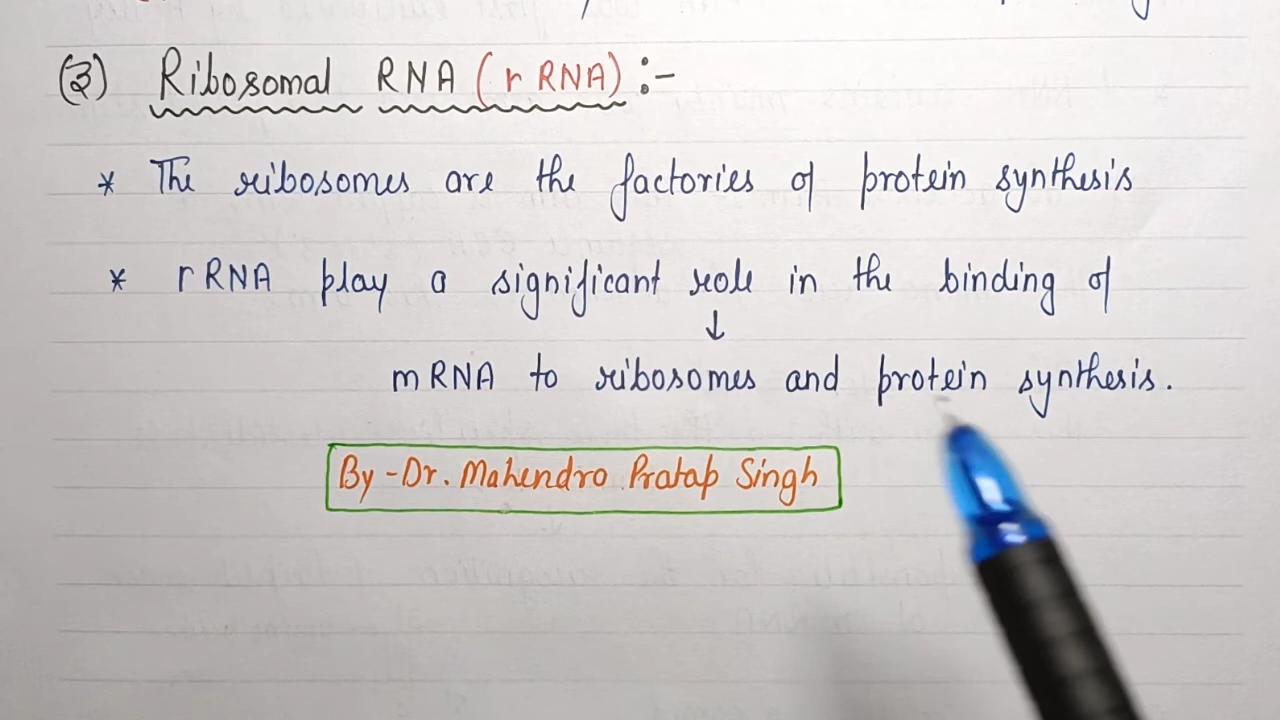 (3) Ribosomal RNA (rRNA) :-
* The ribosomes are the factories of protein synthesis
* rRNA play a significant role in the binding of
↓
mRNA to ribosomes and protein synthesis.
By - Dr. Mahendra Pratap Singh